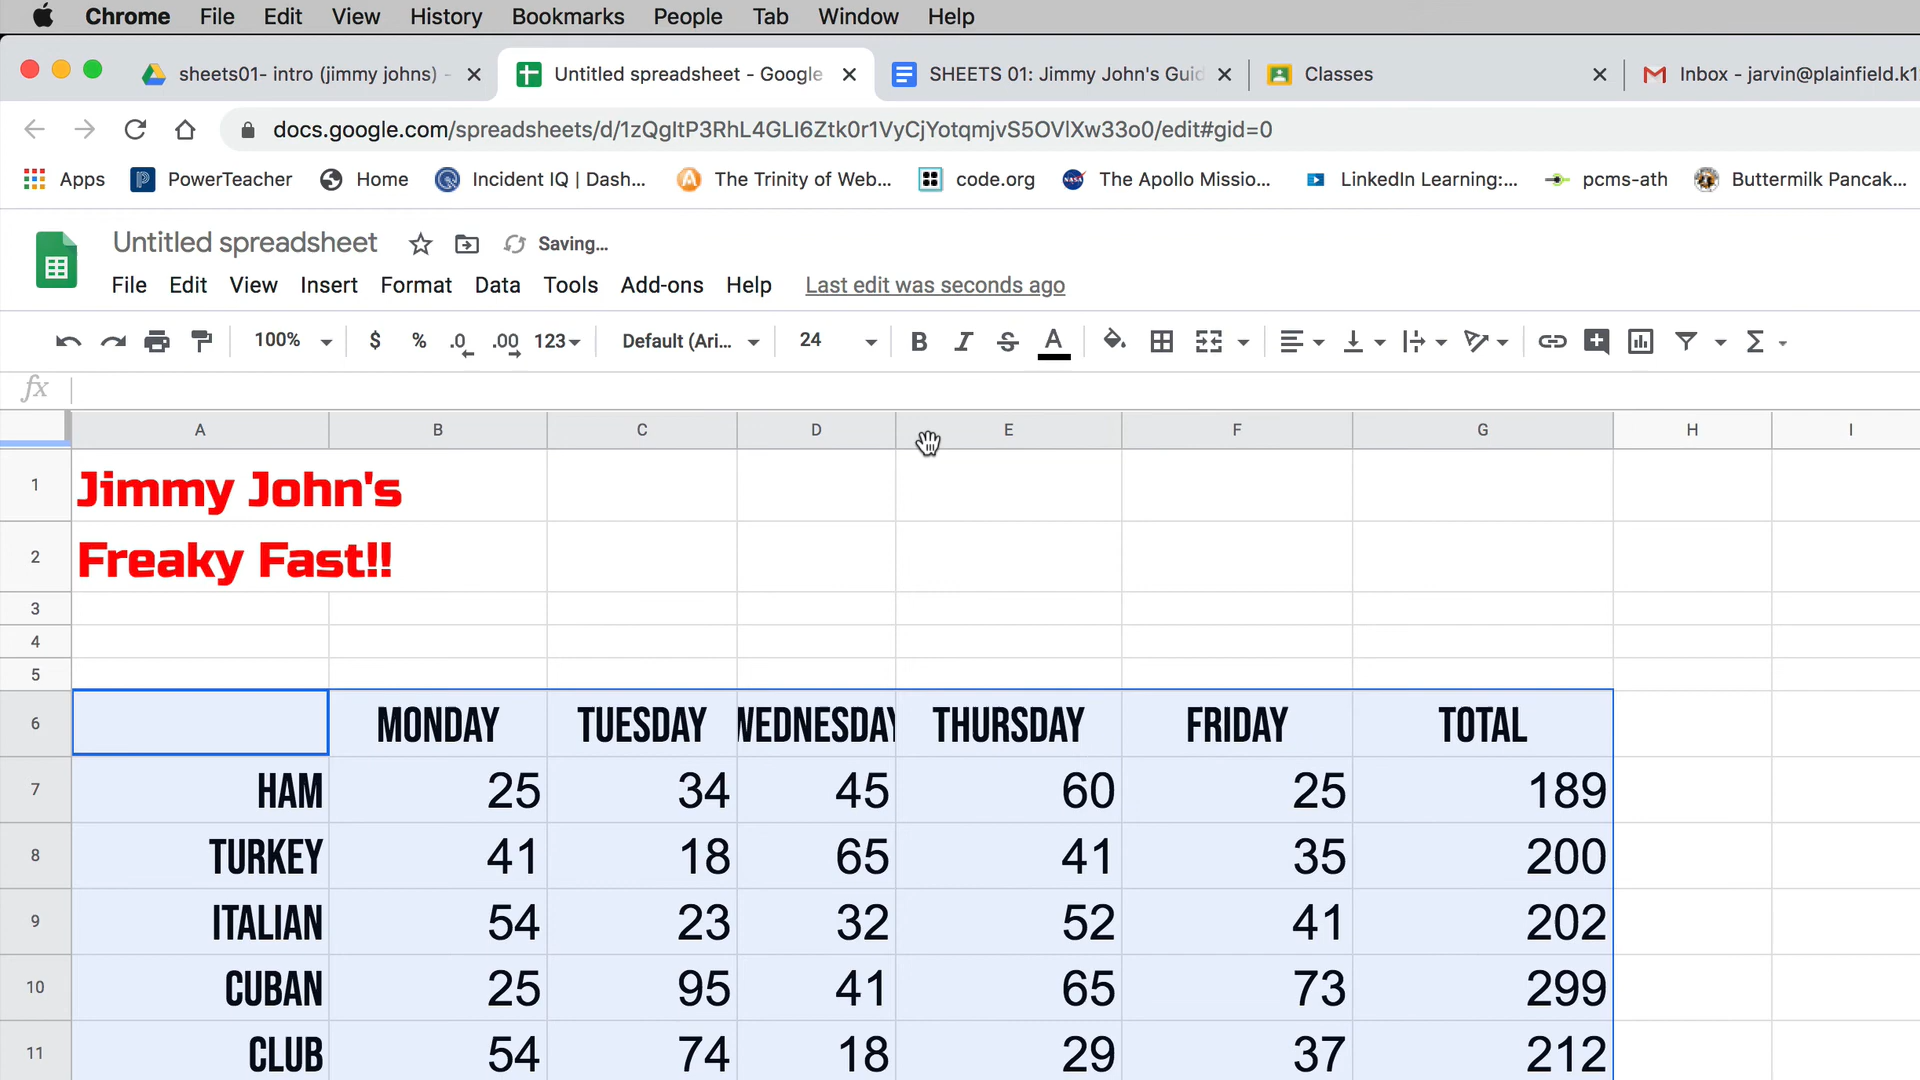 Chrome File Edit View History Bookmarks People Tab Window Help
sheets01- intro (jimmy johns) - Untitled spreadsheet - Google SHEETS 01: Jimmy John's Guid Classes Inbox - jarvin@plainfield.k1
docs.google.com/spreadsheets/d/1zQgItP3RhL4GLI6Ztk0r1VyCjYotqmjvS5OVlXw33o0/edit#gid=0
Apps PowerTeacher Home Incident IQ | Dash... The Trinity of Web... code.org The Apollo Missio... LinkedIn Learning:... pcms-ath Buttermilk Pancak...
Untitled spreadsheet Saving...
File Edit View Insert Format Data Tools Add-ons Help Last edit was seconds ago
100% $ % .0 .00 123 Default (Ari... 24 B I S A Σ
fx
A B C D E F G H I
1 Jimmy John's
2 Freaky Fast!!
3
4
5
6 MONDAY TUESDAY WEDNESDAY THURSDAY FRIDAY TOTAL
7 HAM 25 34 45 60 25 189
8 TURKEY 41 18 65 41 35 200
9 ITALIAN 54 23 32 52 41 202
10 CUBAN 25 95 41 65 73 299
11 CLUB 54 74 18 29 37 212